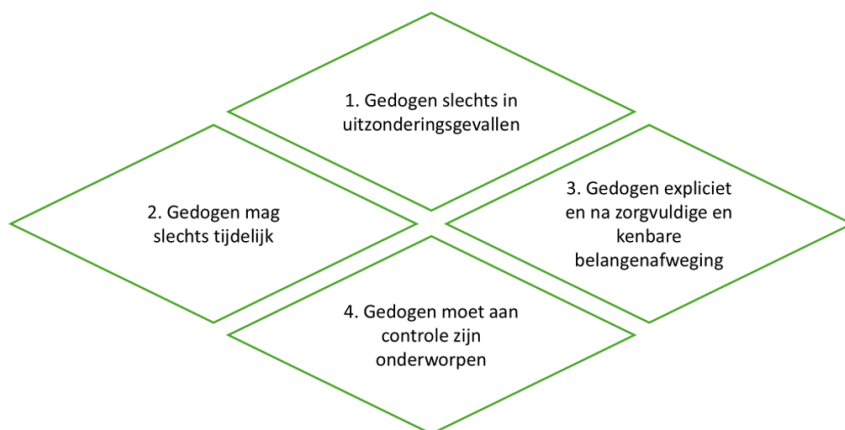 1. Gedogen slechts in
uitzonderingsgevallen
2. Gedogen mag
slechts tijdelijk
3. Gedogen expliciet
en na zorgvuldige en
kenbare
belangenafweging
4. Gedogen moet aan
controle zijn
onderworpen